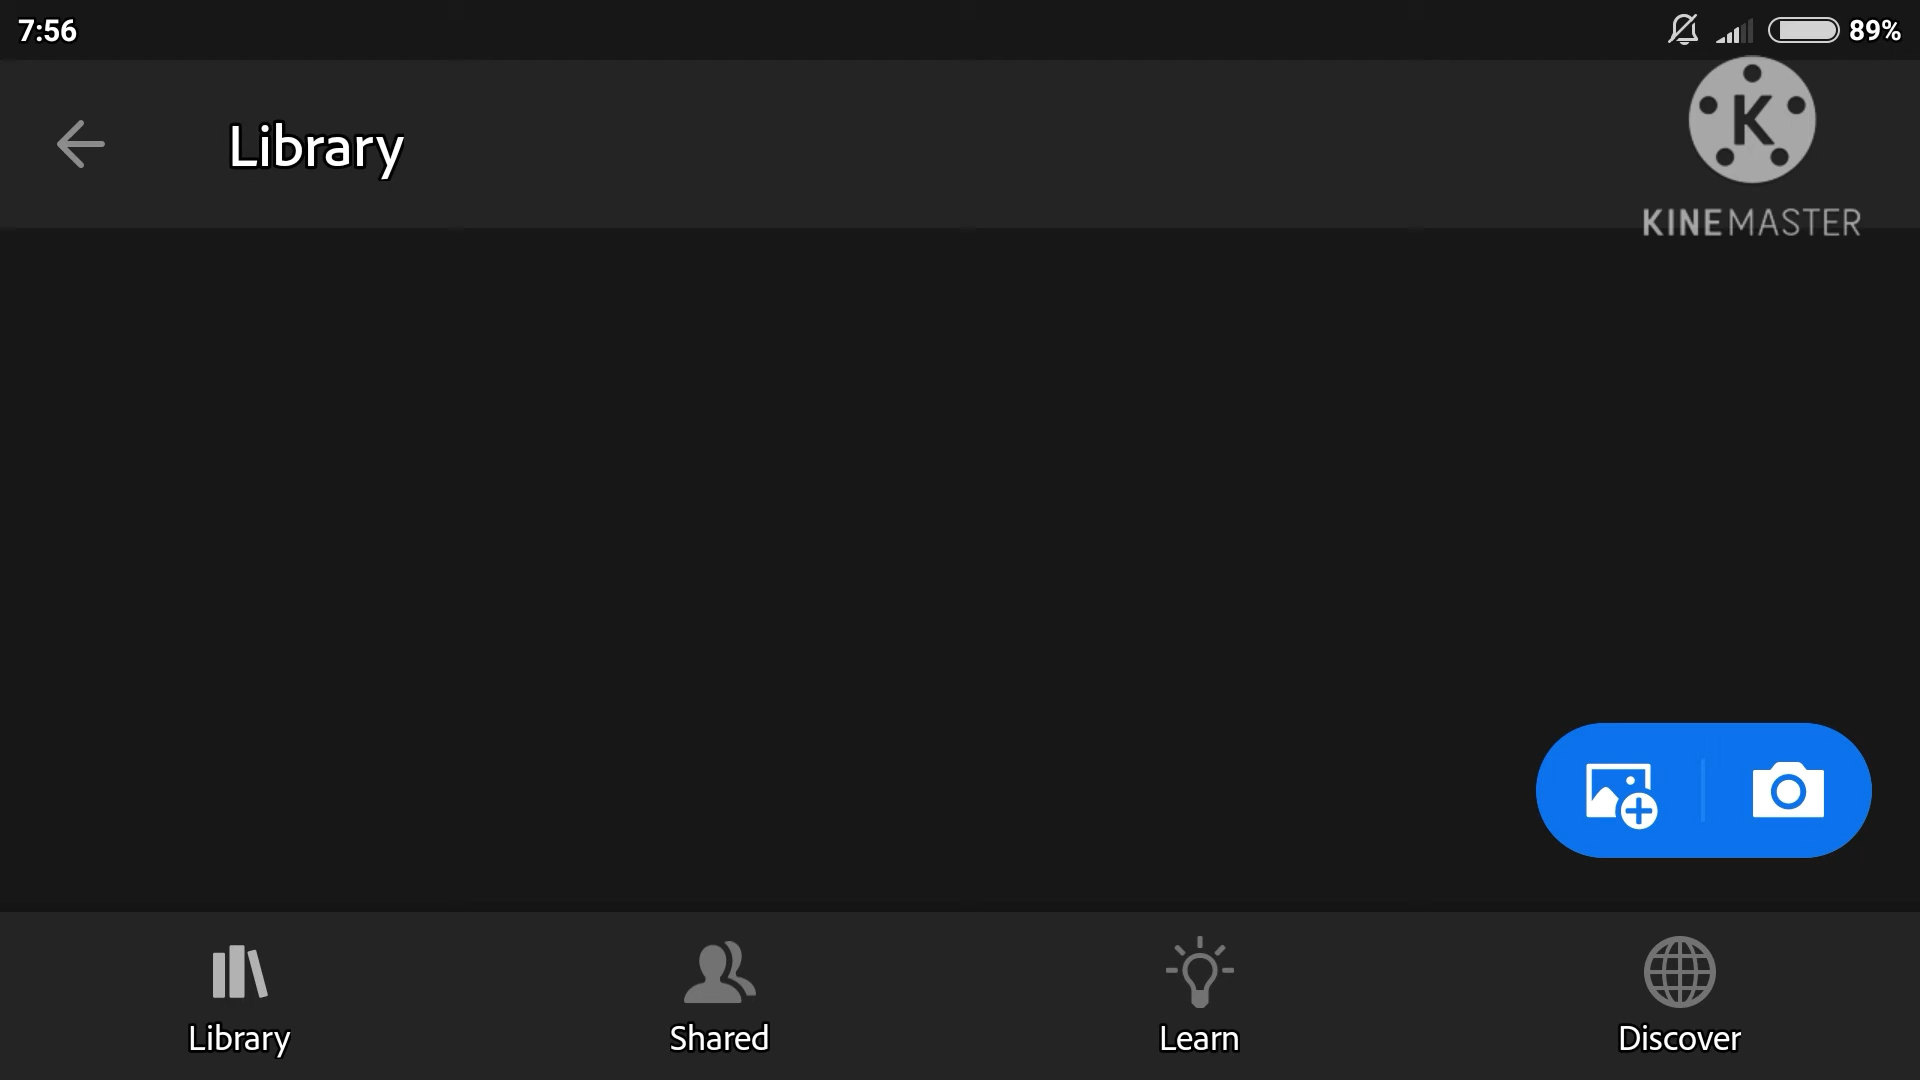 7:56
89%
Library
K
KINEMASTER
Library
Shared
Learn
Discover